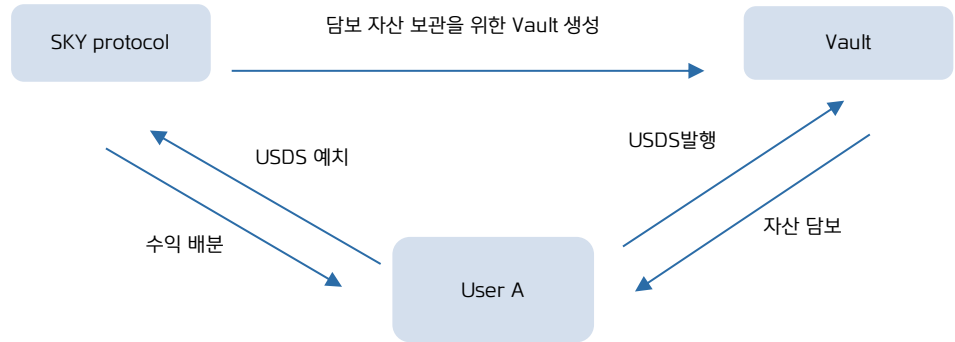 담보 자산 보관을 위한 Vault 생성
SKY protocol
Vault
USDS 예치
USDS발행
수익 배분
자산 담보
User A